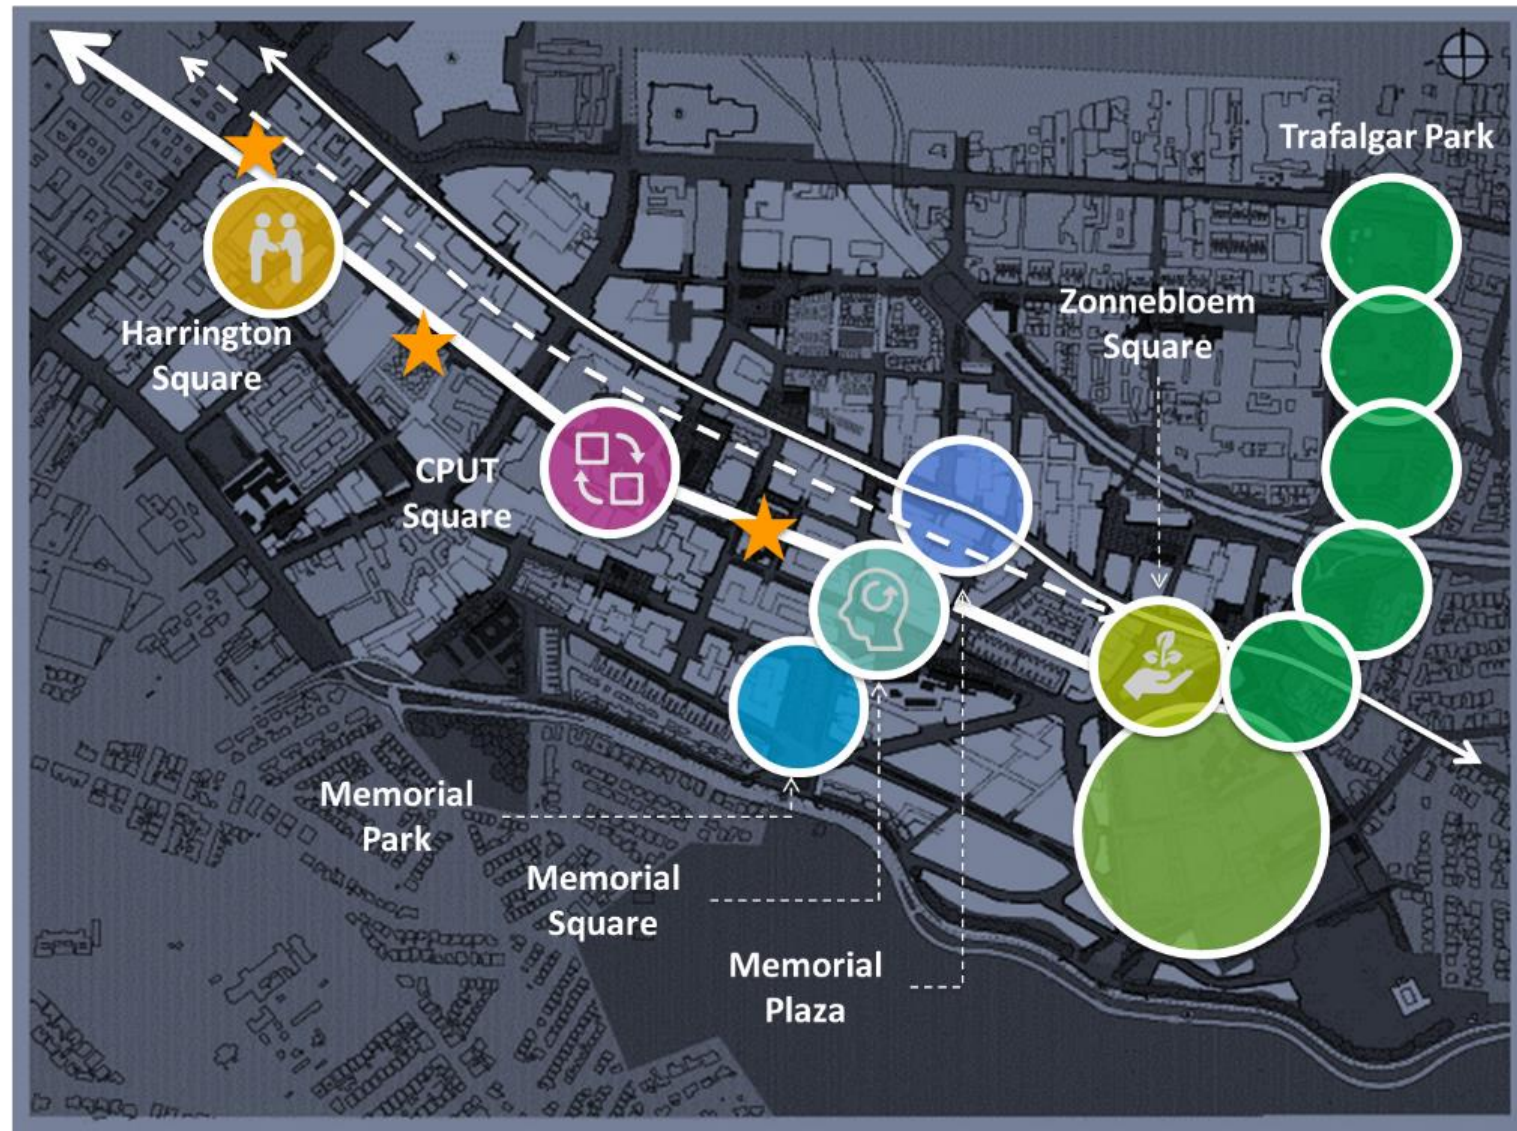 Trafalgar Park
Zonnebloem
Square
Harrington
Square
CPUT
Square
Memorial
Park
Memorial
Square
Memorial
Plaza